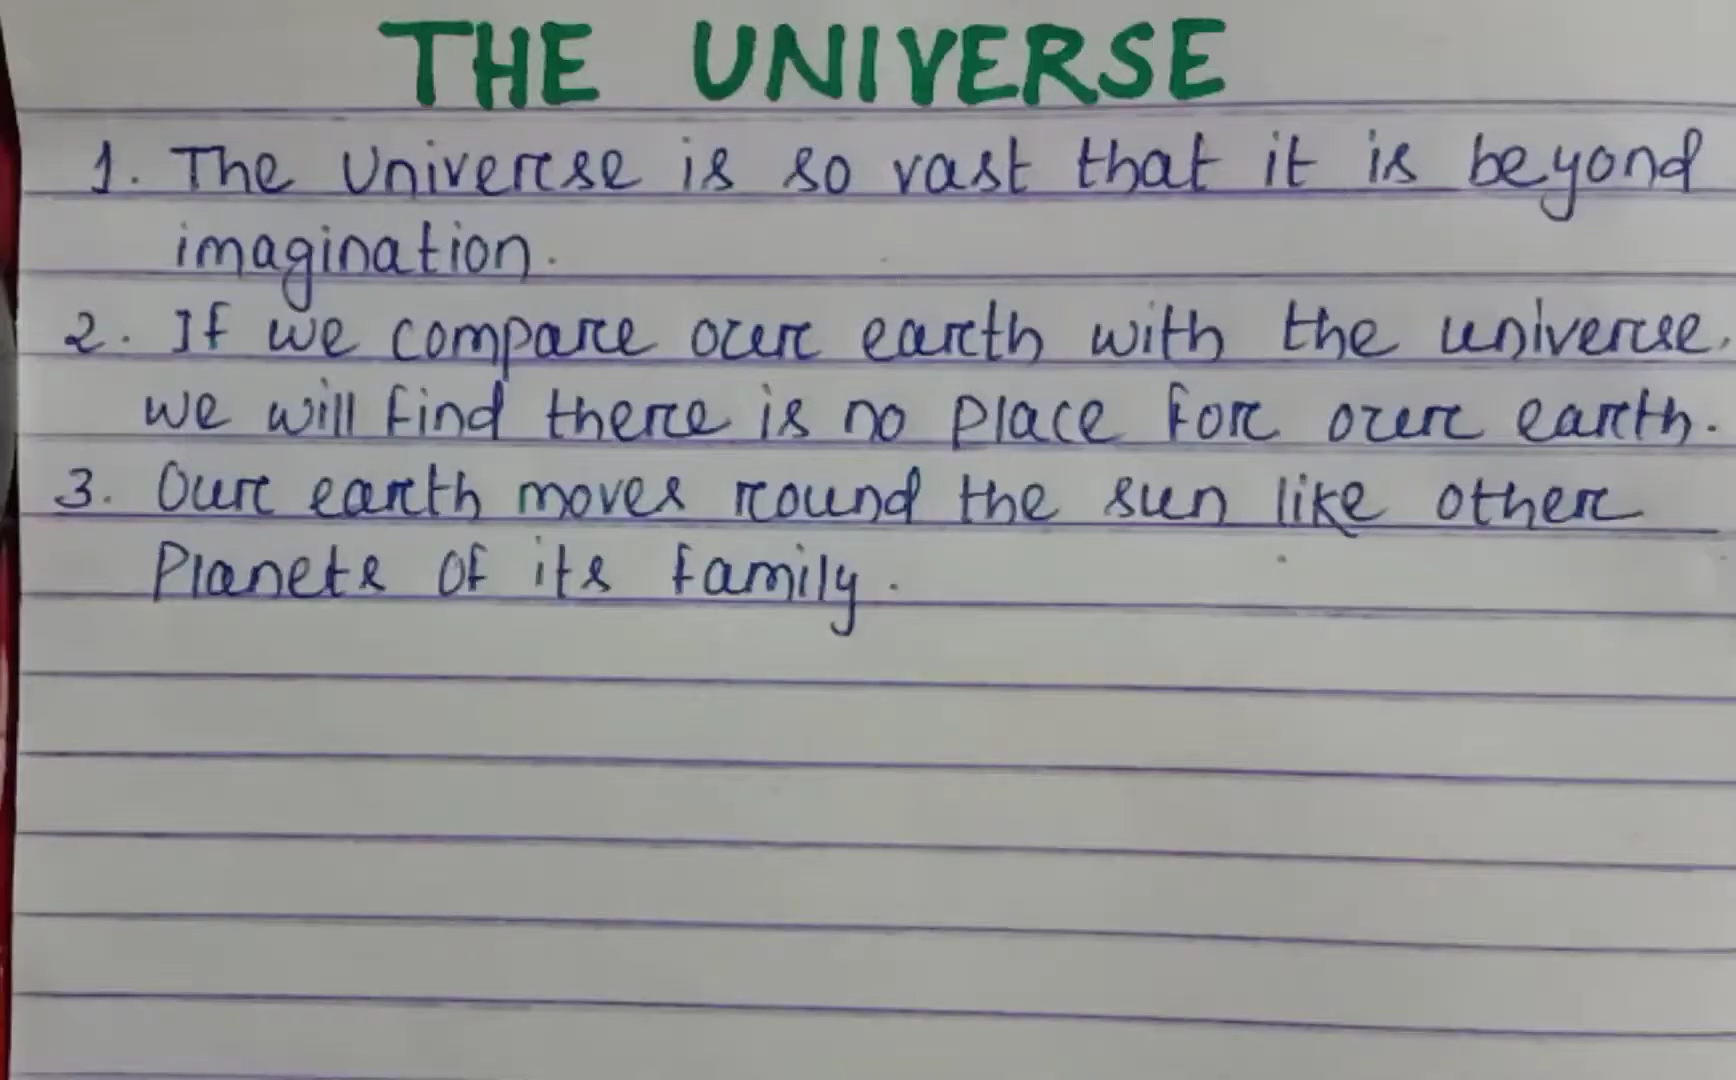 THE UNIVERSE
1. The Universe is so vast that it is beyond
imagination.
2. If we compare our earth with the universe,
we will find there is no place for our earth.
3. Our earth moves round the sun like other
Planets of its family.